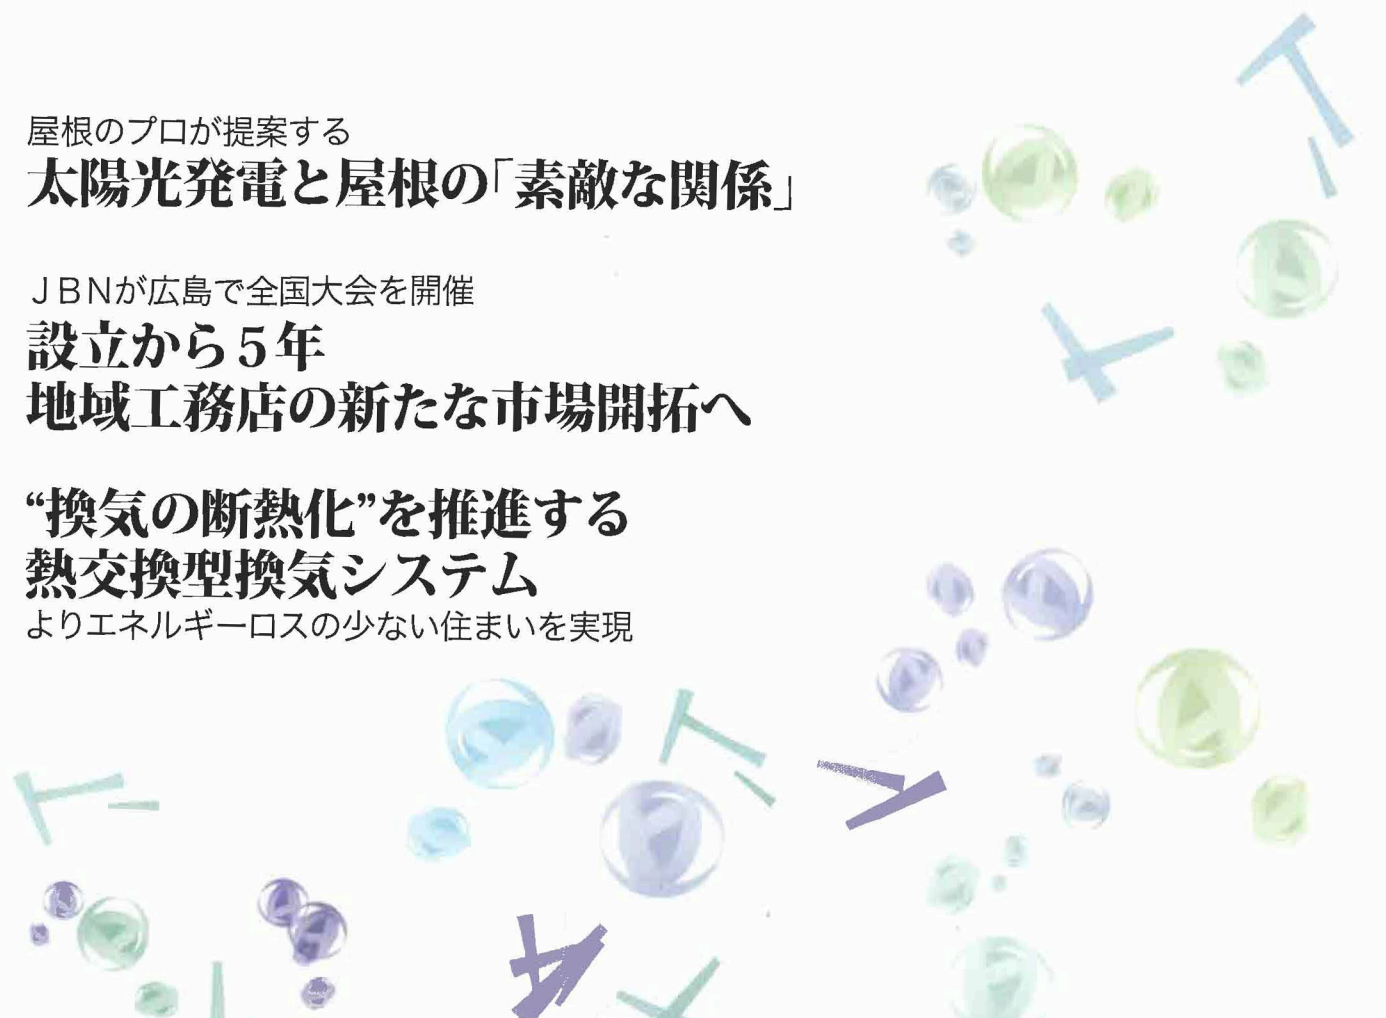 屋根のプロが提案する
太陽光発電と屋根の「素敵な関係」
ＪＢＮが広島で全国大会を開催
設立から５年
地域工務店の新たな市場開拓へ
“換気の断熱化”を推進する
熱交換型換気システム
よりエネルギーロスの少ない住まいを実現